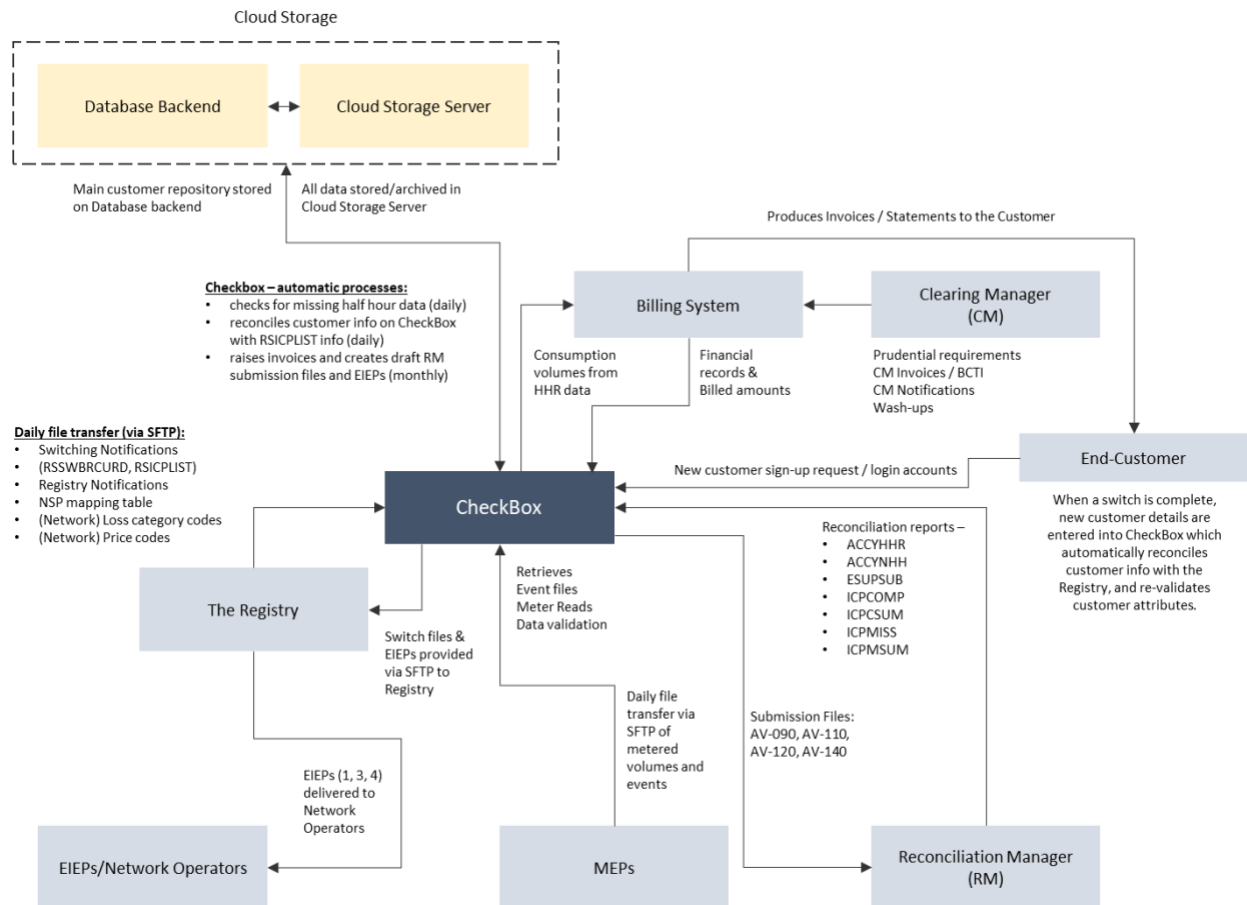 Cloud Storage
Database Backend
Cloud Storage Server
Main customer repository stored
on Database backend
All data stored/archived in
Cloud Storage Server
Produces Invoices / Statements to the Customer
Checkbox – automatic processes:
• checks for missing half hour data (daily)
• reconciles customer info on CheckBox
with RSICPLIST info (daily)
• raises invoices and creates draft RM
submission files and EIEPs (monthly)
Billing System
Clearing Manager
(CM)
Consumption
volumes from
HHR data
Financial
records &
Billed amounts
Prudential requirements
CM Invoices / BCTI
CM Notifications
Wash-ups
Daily file transfer (via SFTP):
• Switching Notifications
• (RSSWBRCURD, RSICPLIST)
• Registry Notifications
• NSP mapping table
• (Network) Loss category codes
• (Network) Price codes
New customer sign-up request / login accounts
End-Customer
When a switch is complete,
new customer details are
entered into CheckBox which
automatically reconciles
customer info with the
Registry, and re-validates
customer attributes.
CheckBox
Reconciliation reports –
• ACCYHHR
• ACCYNHH
• ESUPSUB
• ICPCOMP
• ICPCSUM
• ICPMISS
• ICPMSUM
The Registry
Retrieves
Event files
Meter Reads
Data validation
Switch files &
EIEPs provided
via SFTP to
Registry
Daily file
transfer via
SFTP of
metered
volumes and
events
Submission Files:
AV-090, AV-110,
AV-120, AV-140
EIEPs (1, 3, 4)
delivered to
Network
Operators
EIEPs/Network Operators
MEPs
Reconciliation Manager
(RM)